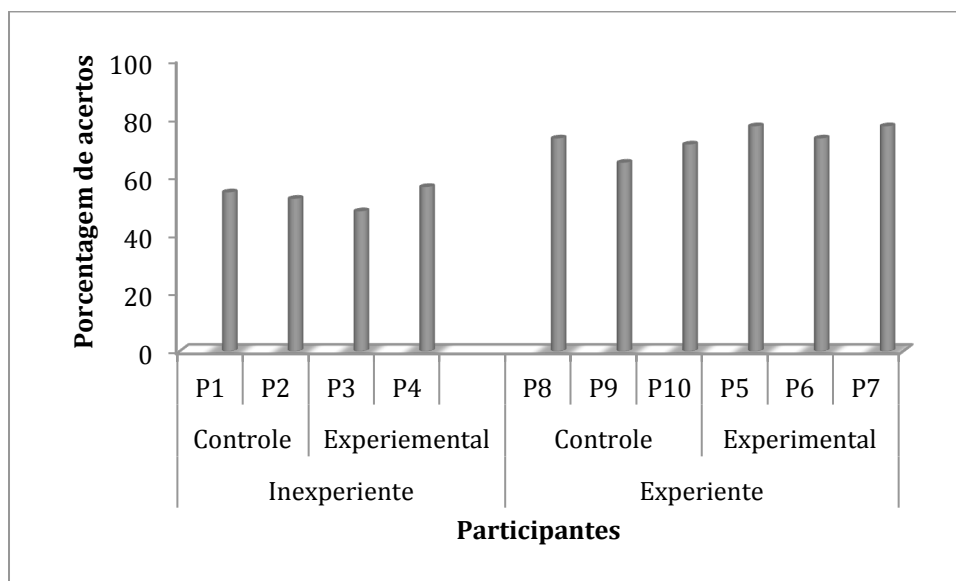 Porcentagem de acertos
100
80
60
40
20
0
P1 P2 P3 P4 P8 P9 P10 P5 P6 P7
Controle Experiemental Controle Experimental
Inexperiente Experiente
Participantes